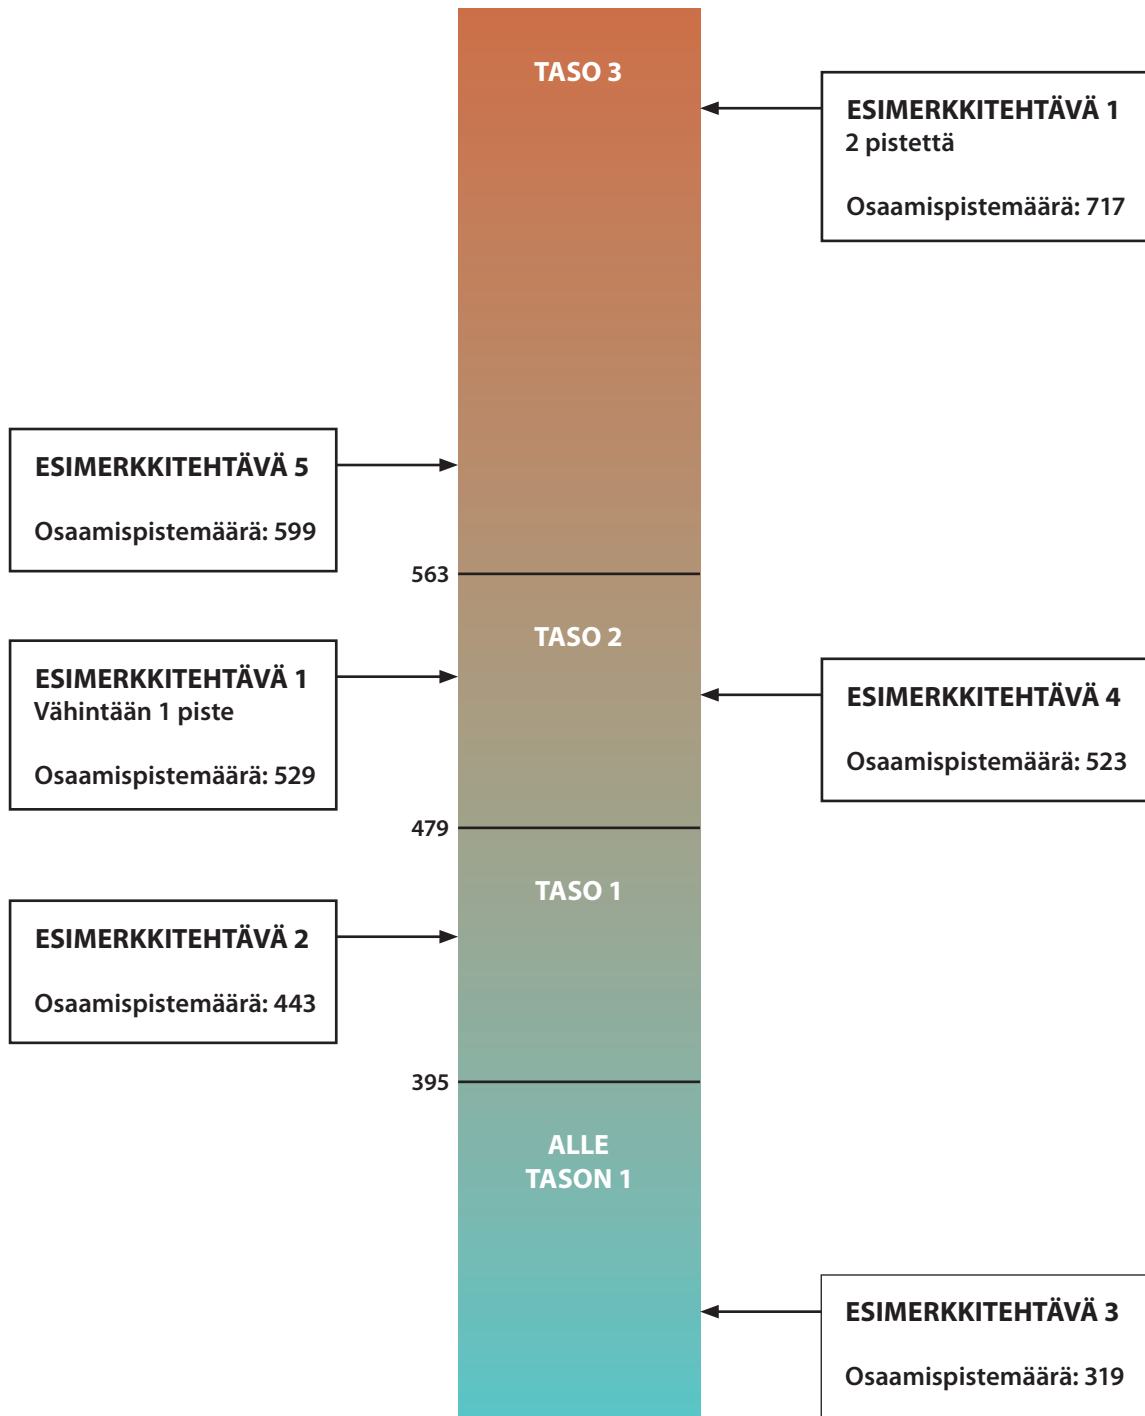 TASO 3
ESIMERKKITEHTÄVÄ 1
2 pistettä
Osaamispistemäärä: 717
ESIMERKKITEHTÄVÄ 5
Osaamispistemäärä: 599
563
TASO 2
ESIMERKKITEHTÄVÄ 1
Vähintään 1 piste
Osaamispistemäärä: 529
ESIMERKKITEHTÄVÄ 4
Osaamispistemäärä: 523
479
TASO 1
ESIMERKKITEHTÄVÄ 2
Osaamispistemäärä: 443
395
ALLE
TASON 1
ESIMERKKITEHTÄVÄ 3
Osaamispistemäärä: 319